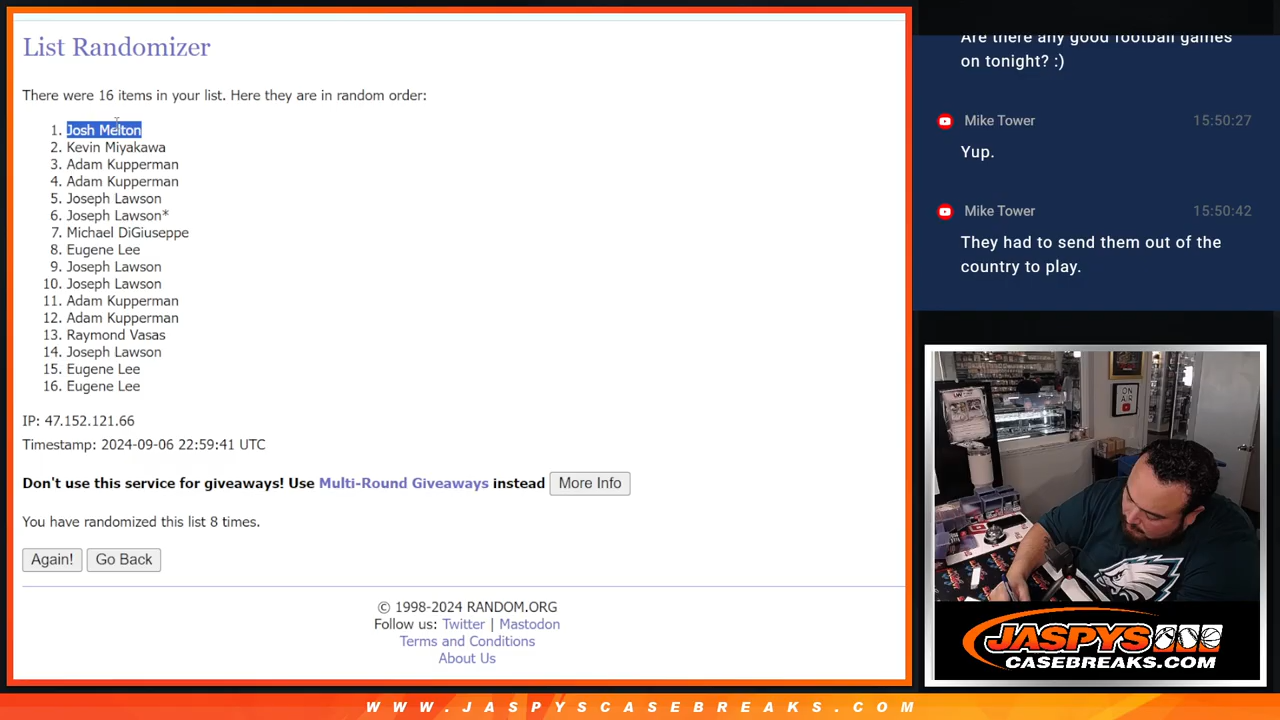 List Randomizer
There were 16 items in your list. Here they are in random order:
1. Josh Melton
2. Kevin Miyakawa
3. Adam Kupperman
4. Adam Kupperman
5. Joseph Lawson
6. Joseph Lawson*
7. Michael DiGiuseppe
8. Eugene Lee
9. Joseph Lawson
10. Joseph Lawson
11. Adam Kupperman
12. Adam Kupperman
13. Raymond Vasas
14. Joseph Lawson
15. Eugene Lee
16. Eugene Lee
IP: 47.152.121.66
Timestamp: 2024-09-06 22:59:41 UTC
Don't use this service for giveaways! Use Multi-Round Giveaways instead More Info
You have randomized this list 8 times.
Again! Go Back
© 1998-2024 RANDOM.ORG
Follow us: Twitter | Mastodon
Terms and Conditions
About Us
Are there any good football games
on tonight? :)
Mike Tower 15:50:27
Yup.
Mike Tower 15:50:42
They had to send them out of the
country to play.
ON
AIR
JASPYS
CASEBREAKS.COM
WWW.JASPYSCASEBREAKS.COM